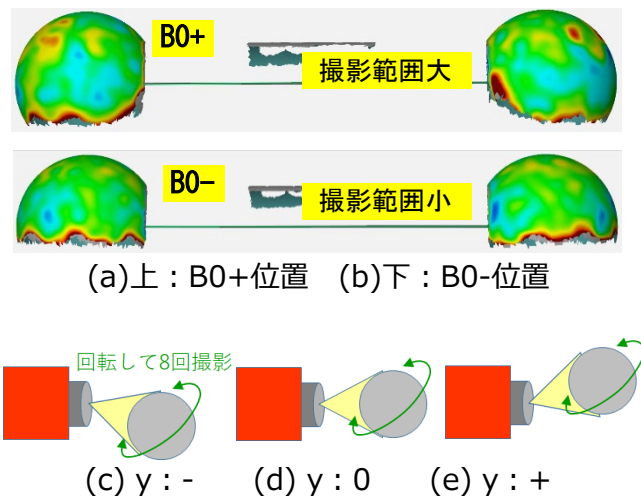 B0+
撮影範囲大
B0-
撮影範囲小
(a)上：B0+位置 (b)下：B0-位置
回転して8回撮影
(c) y : -
(d) y : 0
(e) y : +